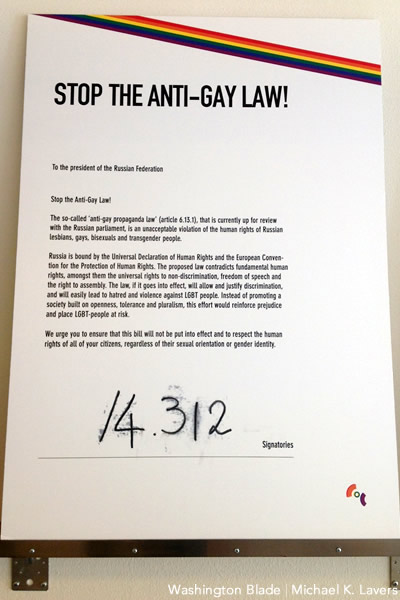 STOP THE ANTI-GAY LAW!
To the president of the Russian Federation
Stop the Anti-Gay Law!
The so-called 'anti-gay propaganda law' (article 6.13.1), that is currently up for review
with the Russian parliament, is an unacceptable violation of the human rights of Russian
lesbians, gays, bisexuals and transgender people.
Russia is bound by the Universal Declaration of Human Rights and the European Conven-
tion for the Protection of Human Rights. The proposed law contradicts fundamental human
rights, amongst them the universal rights to non-discrimination, freedom of speech and
the right to assembly. The law, if it goes into effect, will allow and justify discrimination,
and will easily lead to hatred and violence against LGBT people. Instead of promoting a
society built on openness, tolerance and pluralism, this effort would reinforce prejudice
and place LGBT-people at risk.
We urge you to ensure that this bill will not be put into effect and to respect the human
rights of all of your citizens, regardless of their sexual orientation or gender identity.
14.312
Signatories
Washington Blade | Michael K. Lavers